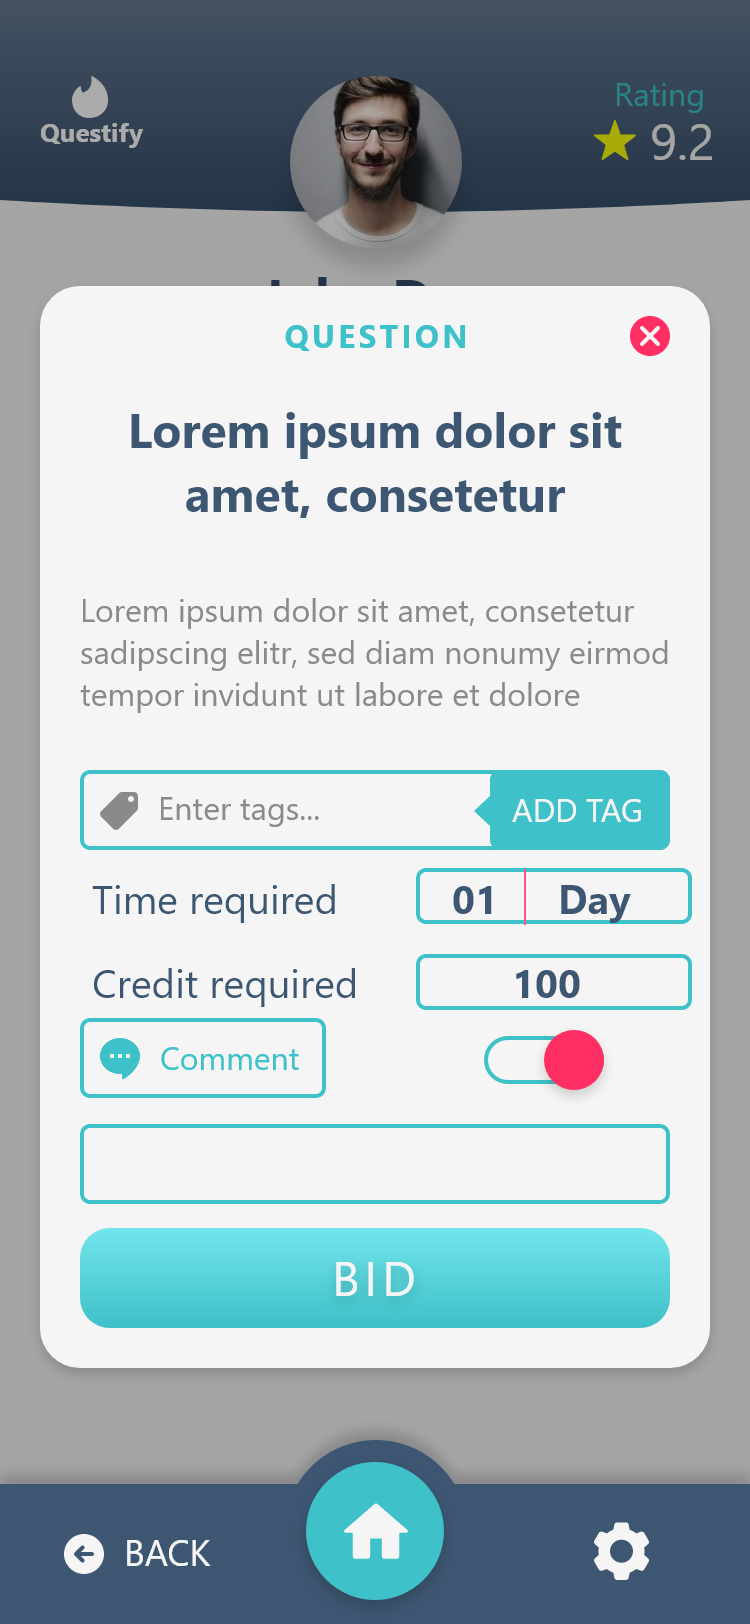 Questify
Rating
9.2
QUESTION
Lorem ipsum dolor sit
amet, consetetur
Lorem ipsum dolor sit amet, consetetur
sadipscing elitr, sed diam nonumy eirmod
tempor invidunt ut labore et dolore
Enter tags...
ADD TAG
Time required
01
Day
Credit required
100
Comment
BID
BACK